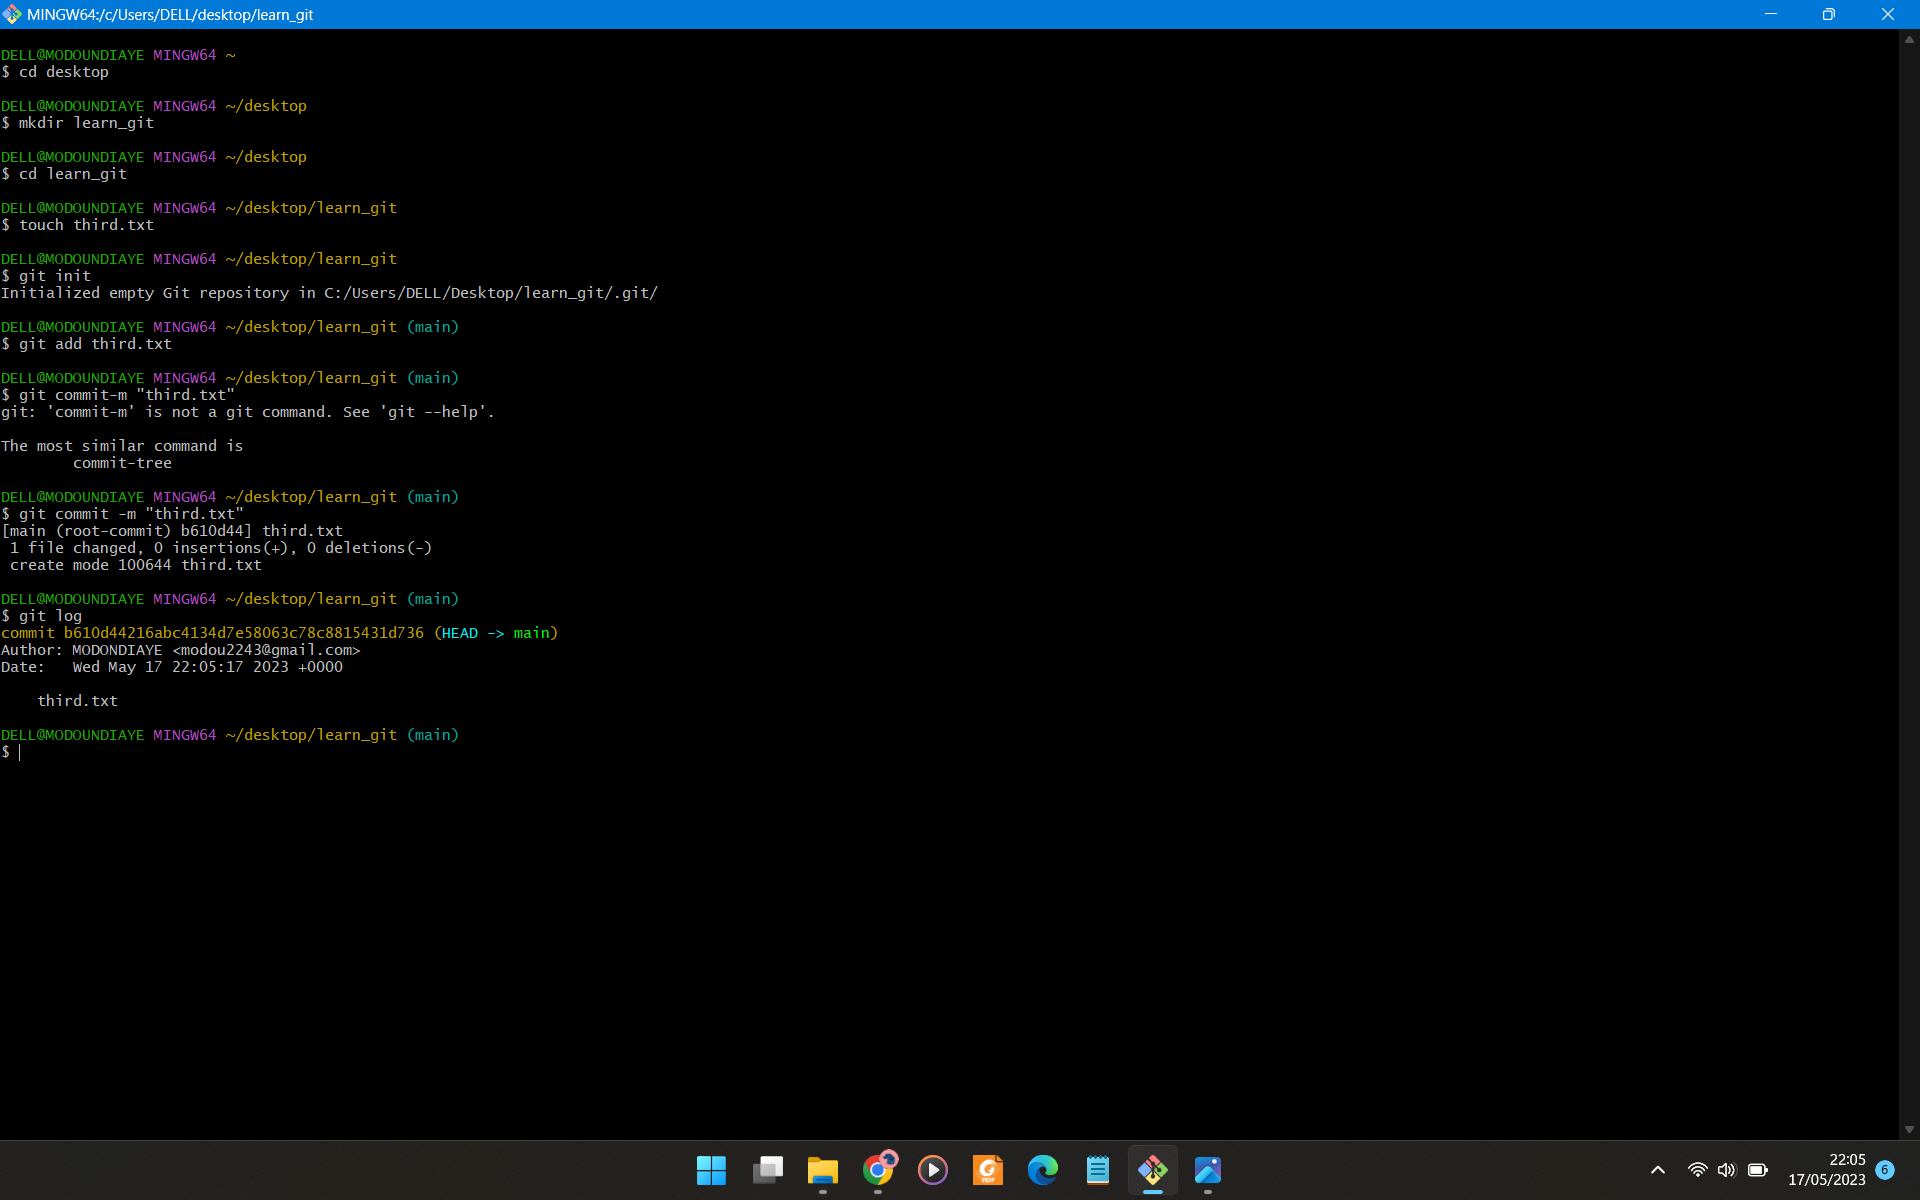 MINGW64:/c/Users/DELL/desktop/learn_git
DELL@MODOUNDIAYE MINGW64 ~
$ cd desktop
DELL@MODOUNDIAYE MINGW64 ~/desktop
$ mkdir learn_git
DELL@MODOUNDIAYE MINGW64 ~/desktop
$ cd learn_git
DELL@MODOUNDIAYE MINGW64 ~/desktop/learn_git
$ touch third.txt
DELL@MODOUNDIAYE MINGW64 ~/desktop/learn_git
$ git init
Initialized empty Git repository in C:/Users/DELL/Desktop/learn_git/.git/
DELL@MODOUNDIAYE MINGW64 ~/desktop/learn_git (main)
$ git add third.txt
DELL@MODOUNDIAYE MINGW64 ~/desktop/learn_git (main)
$ git commit-m "third.txt"
git: 'commit-m' is not a git command. See 'git --help'.
The most similar command is
commit-tree
DELL@MODOUNDIAYE MINGW64 ~/desktop/learn_git (main)
$ git commit -m "third.txt"
[main (root-commit) b610d44] third.txt
1 file changed, 0 insertions(+), 0 deletions(-)
create mode 100644 third.txt
DELL@MODOUNDIAYE MINGW64 ~/desktop/learn_git (main)
$ git log
commit b610d44216abc4134d7e58063c78c8815431d736 (HEAD -> main)
Author: MODONDIAYE <modou2243@gmail.com>
Date:   Wed May 17 22:05:17 2023 +0000
third.txt
DELL@MODOUNDIAYE MINGW64 ~/desktop/learn_git (main)
$
PDF
22:05
17/05/2023
6